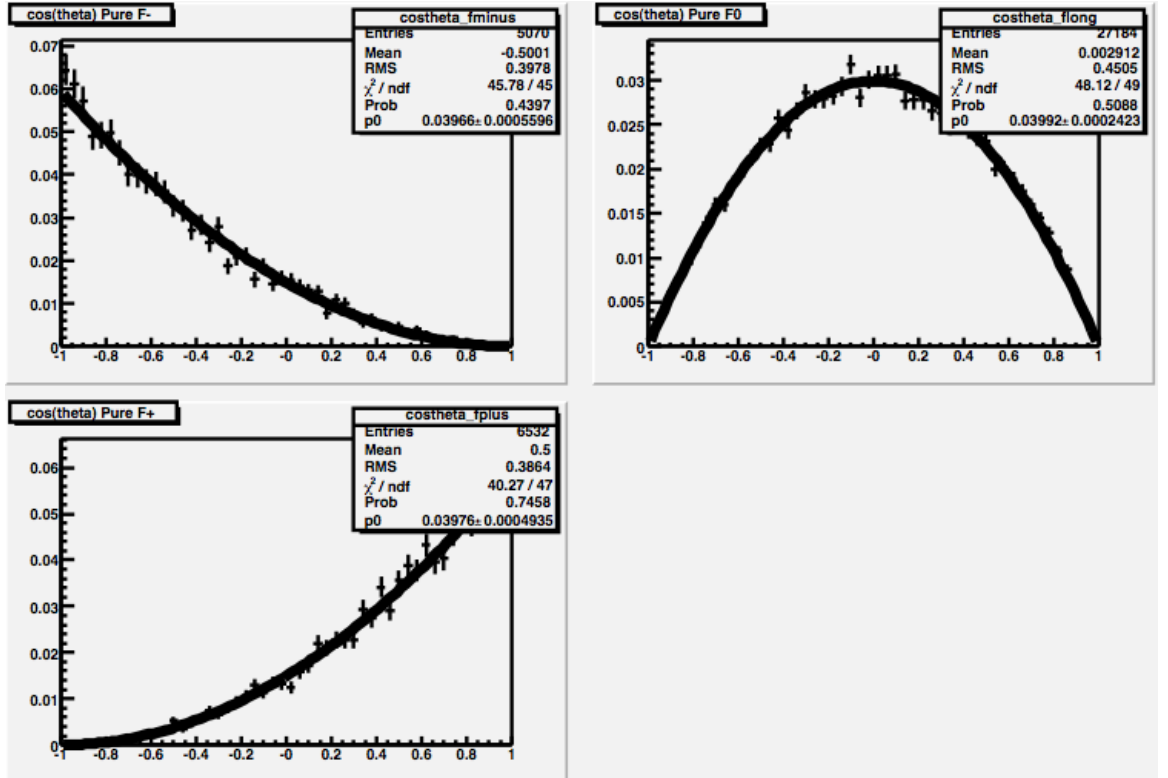 cos(theta) Pure F-
costheta_fminus
Entries 5070
Mean -0.5001
RMS 0.3978
χ² / ndf 45.78 / 45
Prob 0.4397
p0 0.03966± 0.0005596
0.07
0.06
0.05
0.04
0.03
0.02
0.01
0
-1 -0.8 -0.6 -0.4 -0.2 -0 0.2 0.4 0.6 0.8 1
cos(theta) Pure F0
costheta_flong
Entries 27184
Mean 0.002912
RMS 0.4505
χ² / ndf 48.12 / 49
Prob 0.5088
p0 0.03992± 0.0002423
0.03
0.025
0.02
0.015
0.01
0.005
0
-1 -0.8 -0.6 -0.4 -0.2 -0 0.2 0.4 0.6 0.8 1
cos(theta) Pure F+
costheta_fplus
Entries 6532
Mean 0.5
RMS 0.3864
χ² / ndf 40.27 / 47
Prob 0.7458
p0 0.03976± 0.0004935
0.06
0.05
0.04
0.03
0.02
0.01
0
-1 -0.8 -0.6 -0.4 -0.2 -0 0.2 0.4 0.6 0.8 1